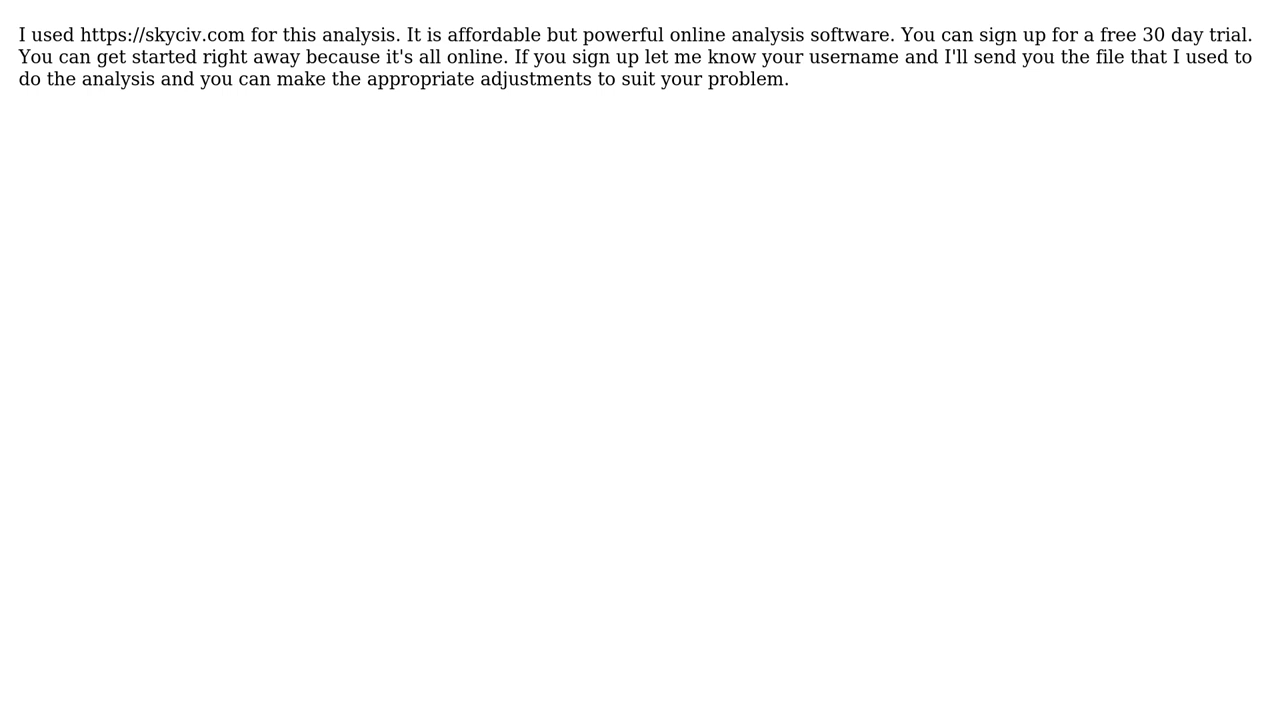 I used https://skyciv.com for this analysis. It is affordable but powerful online analysis software. You can sign up for a free 30 day trial.
You can get started right away because it's all online. If you sign up let me know your username and I'll send you the file that I used to
do the analysis and you can make the appropriate adjustments to suit your problem.